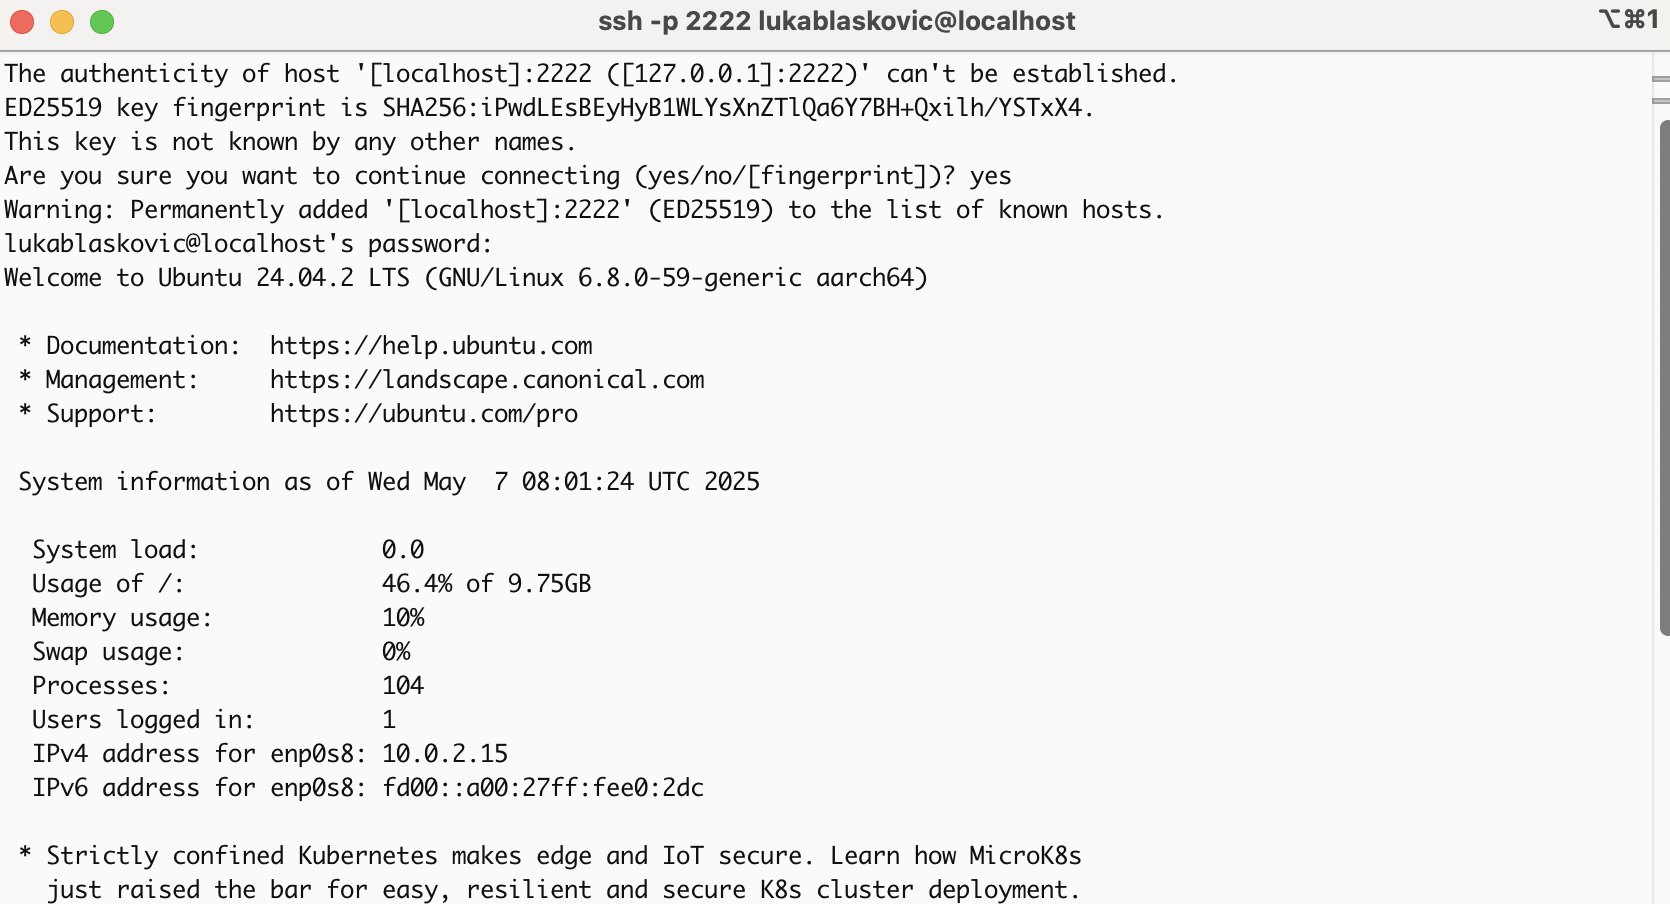 ssh -p 2222 lukablaskovic@localhost
⌥⌘1
The authenticity of host '[localhost]:2222 ([127.0.0.1]:2222)' can't be established.
ED25519 key fingerprint is SHA256:iPwdLEsBEyHyB1WLYsXnZTlQa6Y7BH+Qxilh/YSTxX4.
This key is not known by any other names.
Are you sure you want to continue connecting (yes/no/[fingerprint])? yes
Warning: Permanently added '[localhost]:2222' (ED25519) to the list of known hosts.
lukablaskovic@localhost's password:
Welcome to Ubuntu 24.04.2 LTS (GNU/Linux 6.8.0-59-generic aarch64)

 * Documentation:  https://help.ubuntu.com
 * Management:     https://landscape.canonical.com
 * Support:        https://ubuntu.com/pro

 System information as of Wed May  7 08:01:24 UTC 2025

  System load:             0.0
  Usage of /:              46.4% of 9.75GB
  Memory usage:            10%
  Swap usage:              0%
  Processes:               104
  Users logged in:         1
  IPv4 address for enp0s8: 10.0.2.15
  IPv6 address for enp0s8: fd00::a00:27ff:fee0:2dc

 * Strictly confined Kubernetes makes edge and IoT secure. Learn how MicroK8s
   just raised the bar for easy, resilient and secure K8s cluster deployment.